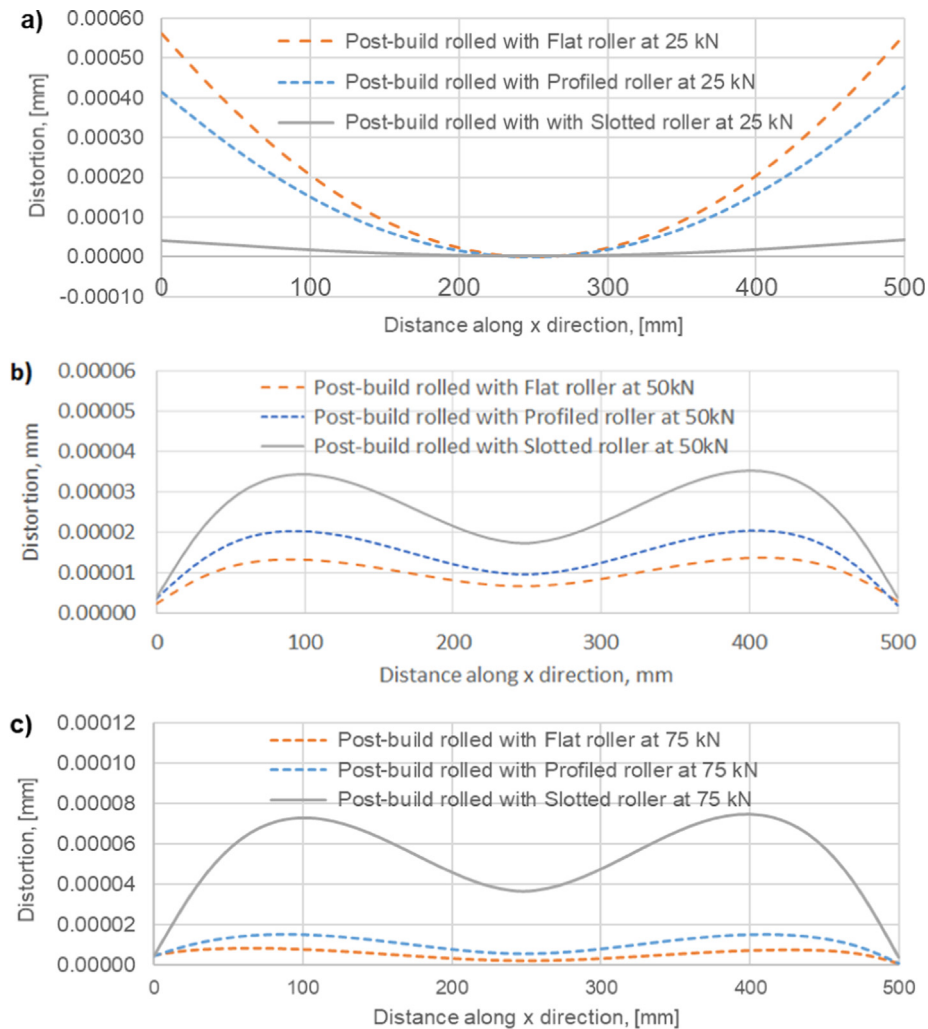 a)
0.00060
Post-build rolled with Flat roller at 25 kN
0.00050
Post-build rolled with Profiled roller at 25 kN
0.00040
Post-build rolled with with Slotted roller at 25 kN
0.00030
0.00020
0.00010
0.00000
-0.00010
Distortion, [mm]
0 100 200 300 400 500
Distance along x direction, [mm]
b)
0.00006
Post-build rolled with Flat roller at 50kN
0.00005
Post-build rolled with Profiled roller at 50kN
Post-build rolled with Slotted roller at 50kN
0.00004
0.00003
0.00002
0.00001
0.00000
Distortion, mm
0 100 200 300 400 500
Distance along x direction, mm
c)
0.00012
Post-build rolled with Flat roller at 75 kN
0.00010
Post-build rolled with Profiled roller at 75 kN
Post-build rolled with Slotted roller at 75 kN
0.00008
0.00006
0.00004
0.00002
0.00000
Distortion, [mm]
0 100 200 300 400 500
Distance along x direction, [mm]